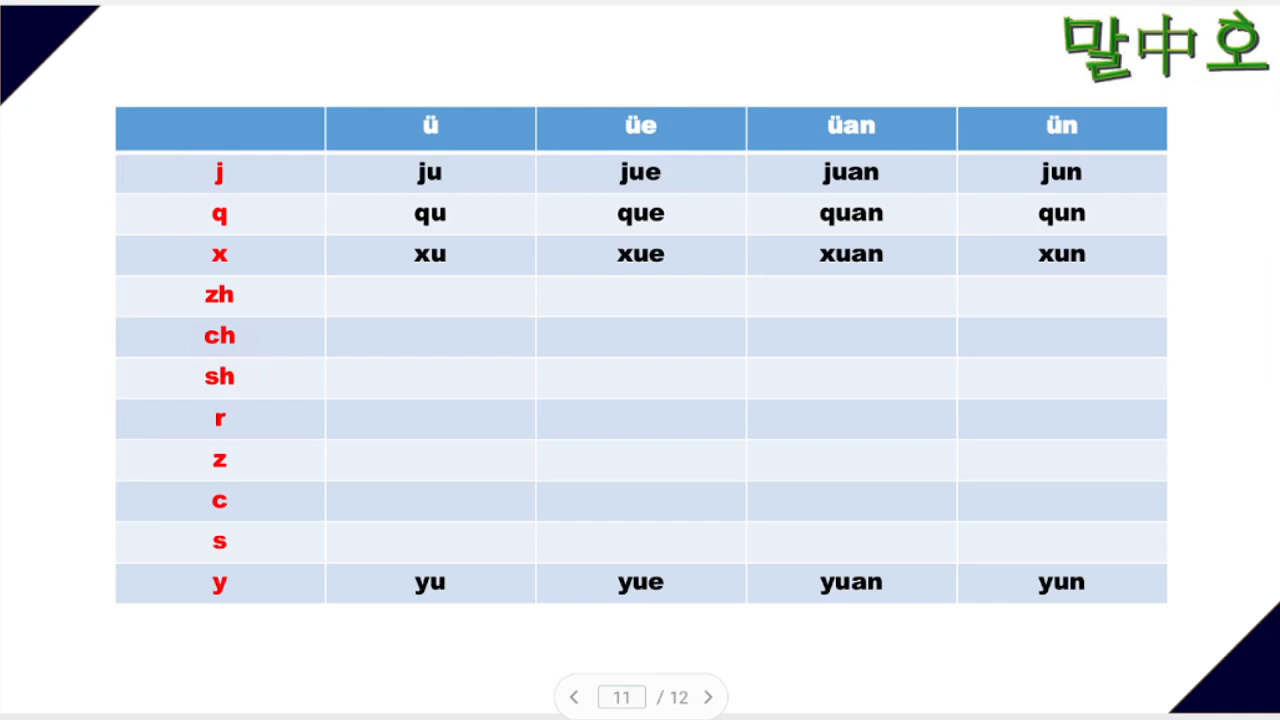 말中호
ü üe üan ün
j ju jue juan jun
q qu que quan qun
x xu xue xuan xun
zh
ch
sh
r
z
c
s
y yu yue yuan yun
11 / 12